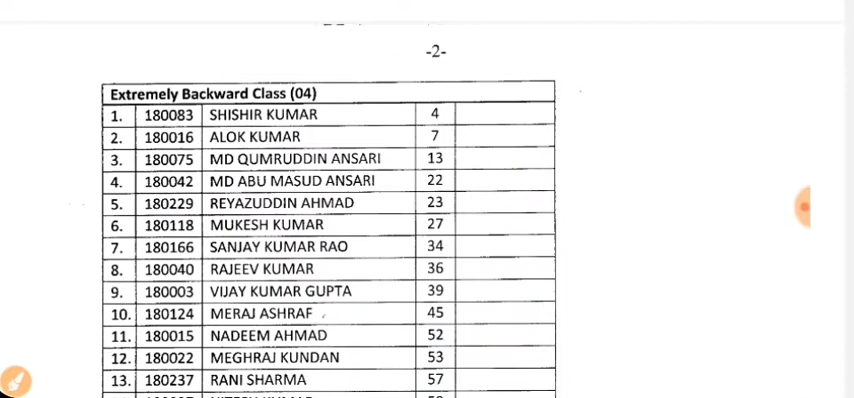 -2-
Extremely Backward Class (04)
1. 180083 SHISHIR KUMAR 4
2. 180016 ALOK KUMAR 7
3. 180075 MD QUMRUDDIN ANSARI 13
4. 180042 MD ABU MASUD ANSARI 22
5. 180229 REYAZUDDIN AHMAD 23
6. 180118 MUKESH KUMAR 27
7. 180166 SANJAY KUMAR RAO 34
8. 180040 RAJEEV KUMAR 36
9. 180003 VIJAY KUMAR GUPTA 39
10. 180124 MERAJ ASHRAF 45
11. 180015 NADEEM AHMAD 52
12. 180022 MEGHRAJ KUNDAN 53
13. 180237 RANI SHARMA 57